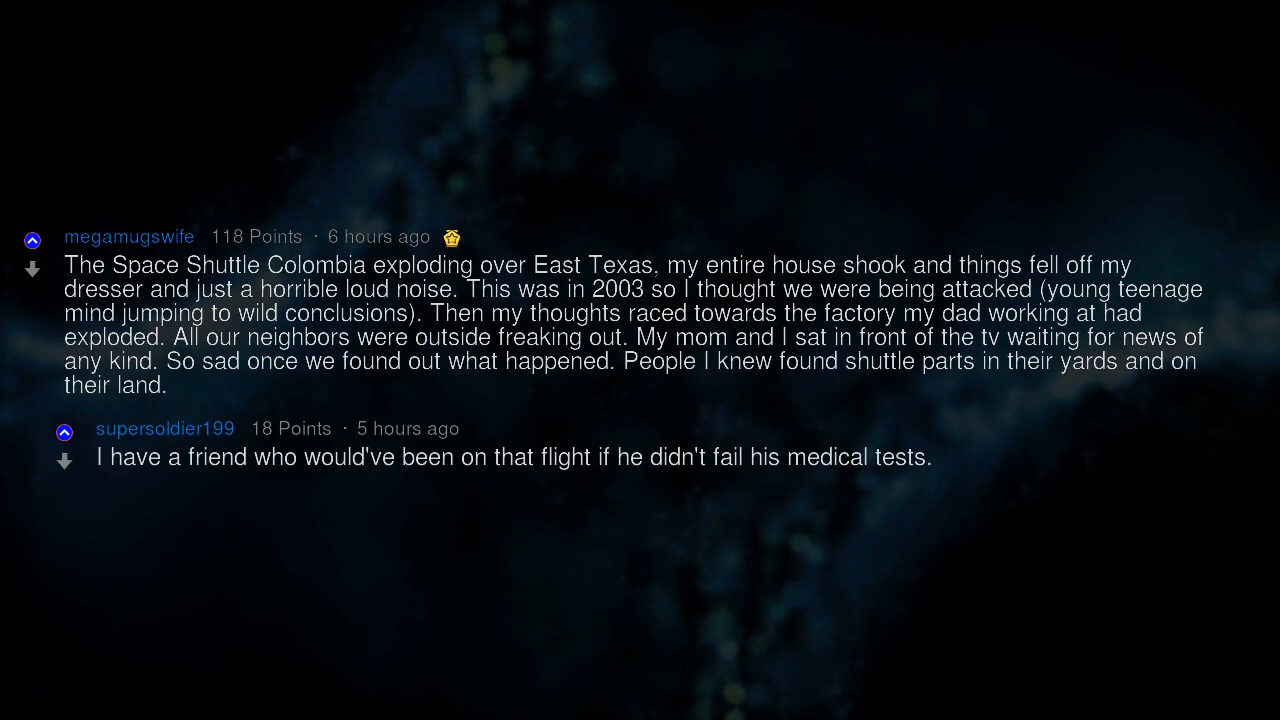 megamugswife 118 Points · 6 hours ago
The Space Shuttle Colombia exploding over East Texas, my entire house shook and things fell off my
dresser and just a horrible loud noise. This was in 2003 so I thought we were being attacked (young teenage
mind jumping to wild conclusions). Then my thoughts raced towards the factory my dad working at had
exploded. All our neighbors were outside freaking out. My mom and I sat in front of the tv waiting for news of
any kind. So sad once we found out what happened. People I knew found shuttle parts in their yards and on
their land.
supersoldier199 18 Points · 5 hours ago
I have a friend who would've been on that flight if he didn't fail his medical tests.